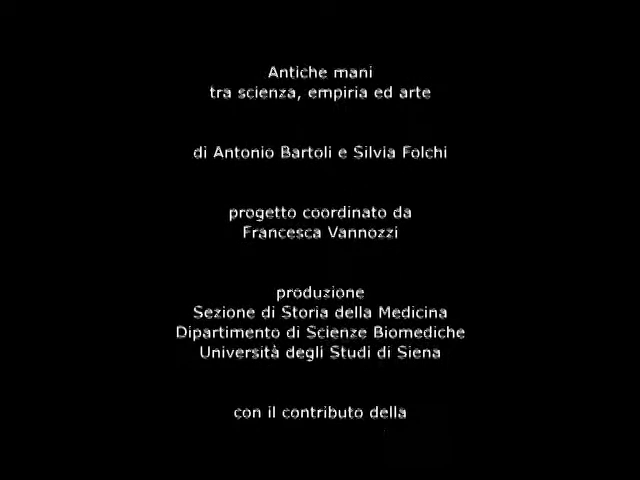 Antiche mani
tra scienza, empiria ed arte
di Antonio Bartoli e Silvia Folchi
progetto coordinato da
Francesca Vannozzi
produzione
Sezione di Storia della Medicina
Dipartimento di Scienze Biomediche
Università degli Studi di Siena
con il contributo della